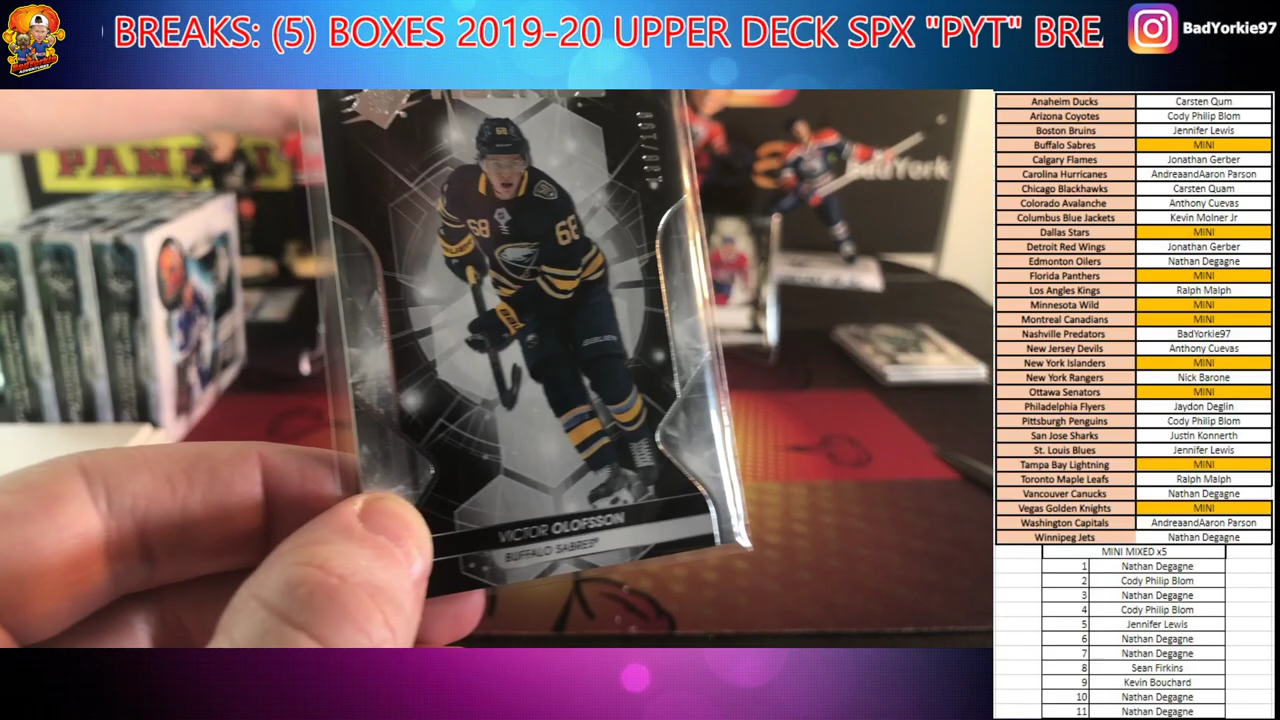 BREAKS: (5) BOXES 2019-20 UPPER DECK SPX "PYT" BRE
BadYorkie97
PANINI
BadYork
68
68
68
VICTOR OLOFSSON
BUFFALO SABRES
Anaheim Ducks Carsten Qum
Arizona Coyotes Cody Philip Blom
Boston Bruins Jennifer Lewis
Buffalo Sabres MINI
Calgary Flames Jonathan Gerber
Carolina Hurricanes AndreaandAaron Parson
Chicago Blackhawks Carsten Quam
Colorado Avalanche Anthony Cuevas
Columbus Blue Jackets Kevin Molner Jr
Dallas Stars MINI
Detroit Red Wings Jonathan Gerber
Edmonton Oilers Nathan Degagne
Florida Panthers MINI
Los Angles Kings Ralph Malph
Minnesota Wild MINI
Montreal Canadians MINI
Nashville Predators BadYorkie97
New Jersey Devils Anthony Cuevas
New York Islanders MINI
New York Rangers Nick Barone
Ottawa Senators MINI
Philadelphia Flyers Jaydon Deglin
Pittsburgh Penguins Cody Philip Blom
San Jose Sharks Justin Konnerth
St. Louis Blues Jennifer Lewis
Tampa Bay Lightning MINI
Toronto Maple Leafs Ralph Malph
Vancouver Canucks Nathan Degagne
Vegas Golden Knights MINI
Washington Capitals AndreaandAaron Parson
Winnipeg Jets Nathan Degagne
MINI MIXED x5
1 Nathan Degagne
2 Cody Philip Blom
3 Nathan Degagne
4 Cody Philip Blom
5 Jennifer Lewis
6 Nathan Degagne
7 Nathan Degagne
8 Sean Firkins
9 Kevin Bouchard
10 Nathan Degagne
11 Nathan Degagne